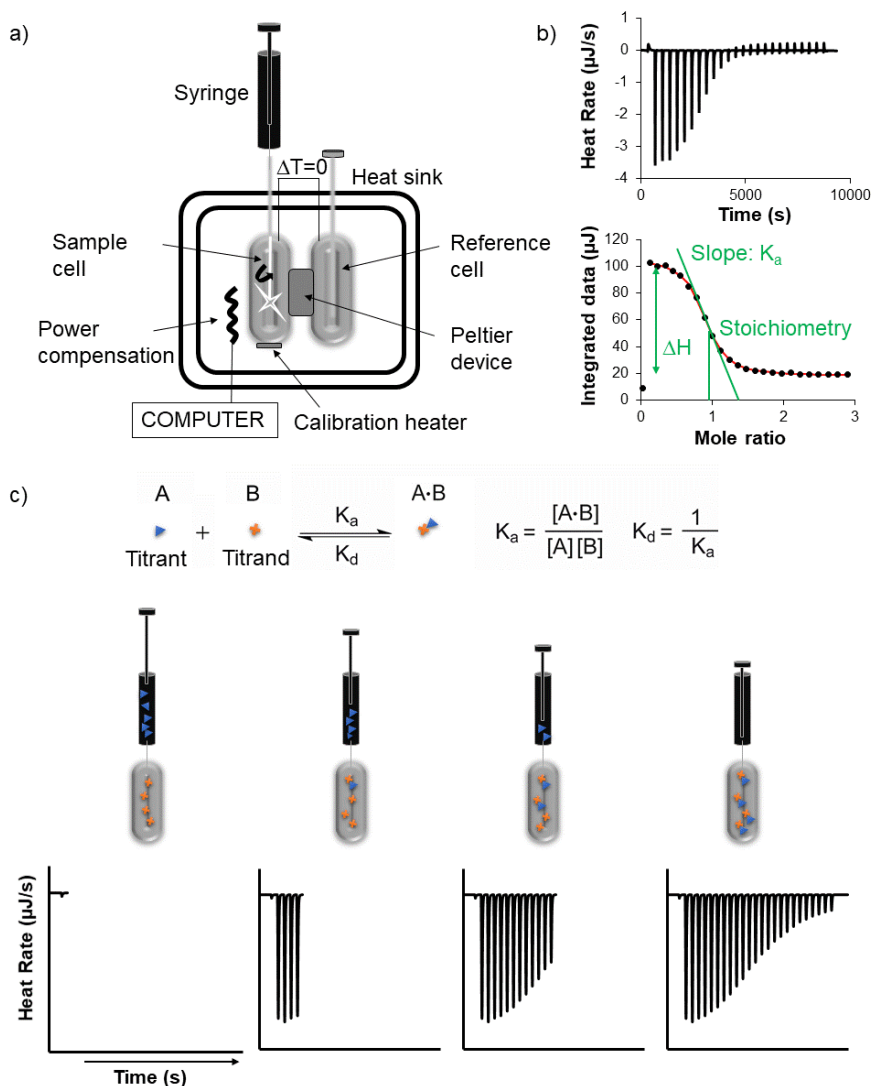 a)
Syringe
ΔT=0
Heat sink
Sample
cell
Reference
cell
Power
compensation
Peltier
device
COMPUTER
Calibration heater
b)
Heat Rate (µJ/s)
1
0
-1
-2
-3
-4
0
5000
10000
Time (s)
Integrated data (µJ)
120
100
80
60
40
20
0
Slope: Ka
Stoichiometry
ΔH
0
1
2
3
Mole ratio
c)
A
B
A·B
+
Ka
Kd
Titrant
Titrand
Ka = [A·B] / [A][B]
Kd = 1 / Ka
Heat Rate (µJ/s)
Time (s)